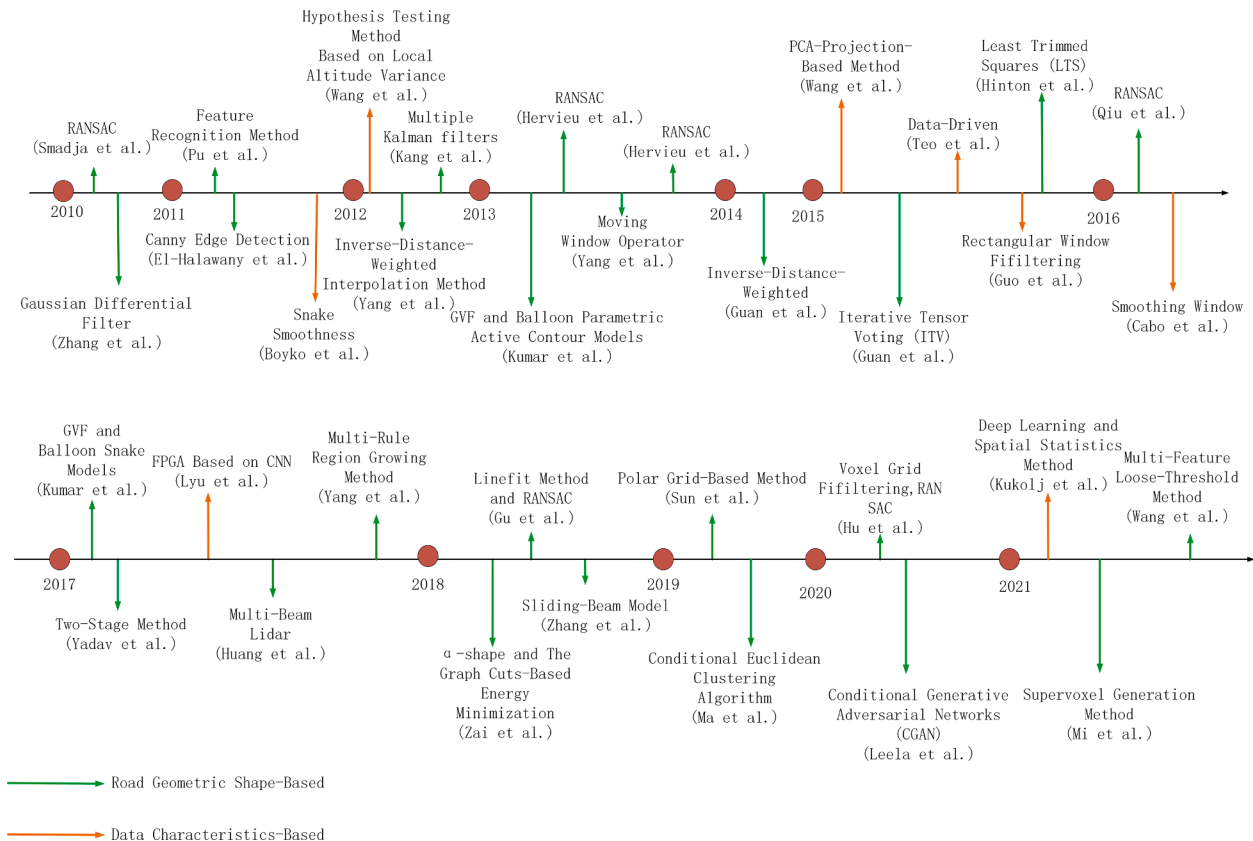 Hypothesis Testing
Method
Based on Local
Altitude Variance
(Wang et al.)
PCA-Projection-
Based Method
(Wang et al.)
Least Trimmed
Squares (LTS)
(Hinton et al.)
RANSAC
(Smadja et al.)
Feature
Recognition Method
(Pu et al.)
Multiple
Kalman filters
(Kang et al.)
RANSAC
(Hervieu et al.)
RANSAC
(Hervieu et al.)
Data-Driven
(Teo et al.)
RANSAC
(Qiu et al.)
2010
2011
2012
2013
2014
2015
2016
Gaussian Differential
Filter
(Zhang et al.)
Canny Edge Detection
(El-Halawany et al.)
Snake
Smoothness
(Boyko et al.)
Inverse-Distance-
Weighted
Interpolation Method
(Yang et al.)
GVF and Balloon Parametric
Active Contour Models
(Kumar et al.)
Moving
Window Operator
(Yang et al.)
Inverse-Distance-
Weighted
(Guan et al.)
Iterative Tensor
Voting (ITV)
(Guan et al.)
Rectangular Window
Fifiltering
(Guo et al.)
Smoothing Window
(Cabo et al.)
GVF and
Balloon Snake
Models
(Kumar et al.)
FPGA Based on CNN
(Lyu et al.)
Multi-Rule
Region Growing
Method
(Yang et al.)
Linefit Method
and RANSAC
(Gu et al.)
Polar Grid-Based Method
(Sun et al.)
Voxel Grid
Fifiltering,RAN
SAC
(Hu et al.)
Deep Learning and
Spatial Statistics
Method
(Kukolj et al.)
Multi-Feature
Loose-Threshold
Method
(Wang et al.)
2017
2018
2019
2020
2021
Two-Stage Method
(Yadav et al.)
Multi-Beam
Lidar
(Huang et al.)
α-shape and The
Graph Cuts-Based
Energy
Minimization
(Zai et al.)
Sliding-Beam Model
(Zhang et al.)
Conditional Euclidean
Clustering
Algorithm
(Ma et al.)
Conditional Generative
Adversarial Networks
(CGAN)
(Leela et al.)
Supervoxel Generation
Method
(Mi et al.)
Road Geometric Shape-Based
Data Characteristics-Based